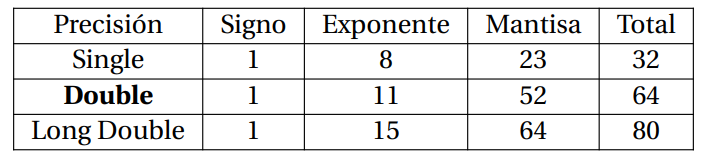 Precisión Signo Exponente Mantisa Total
Single 1 8 23 32
Double 1 11 52 64
Long Double 1 15 64 80